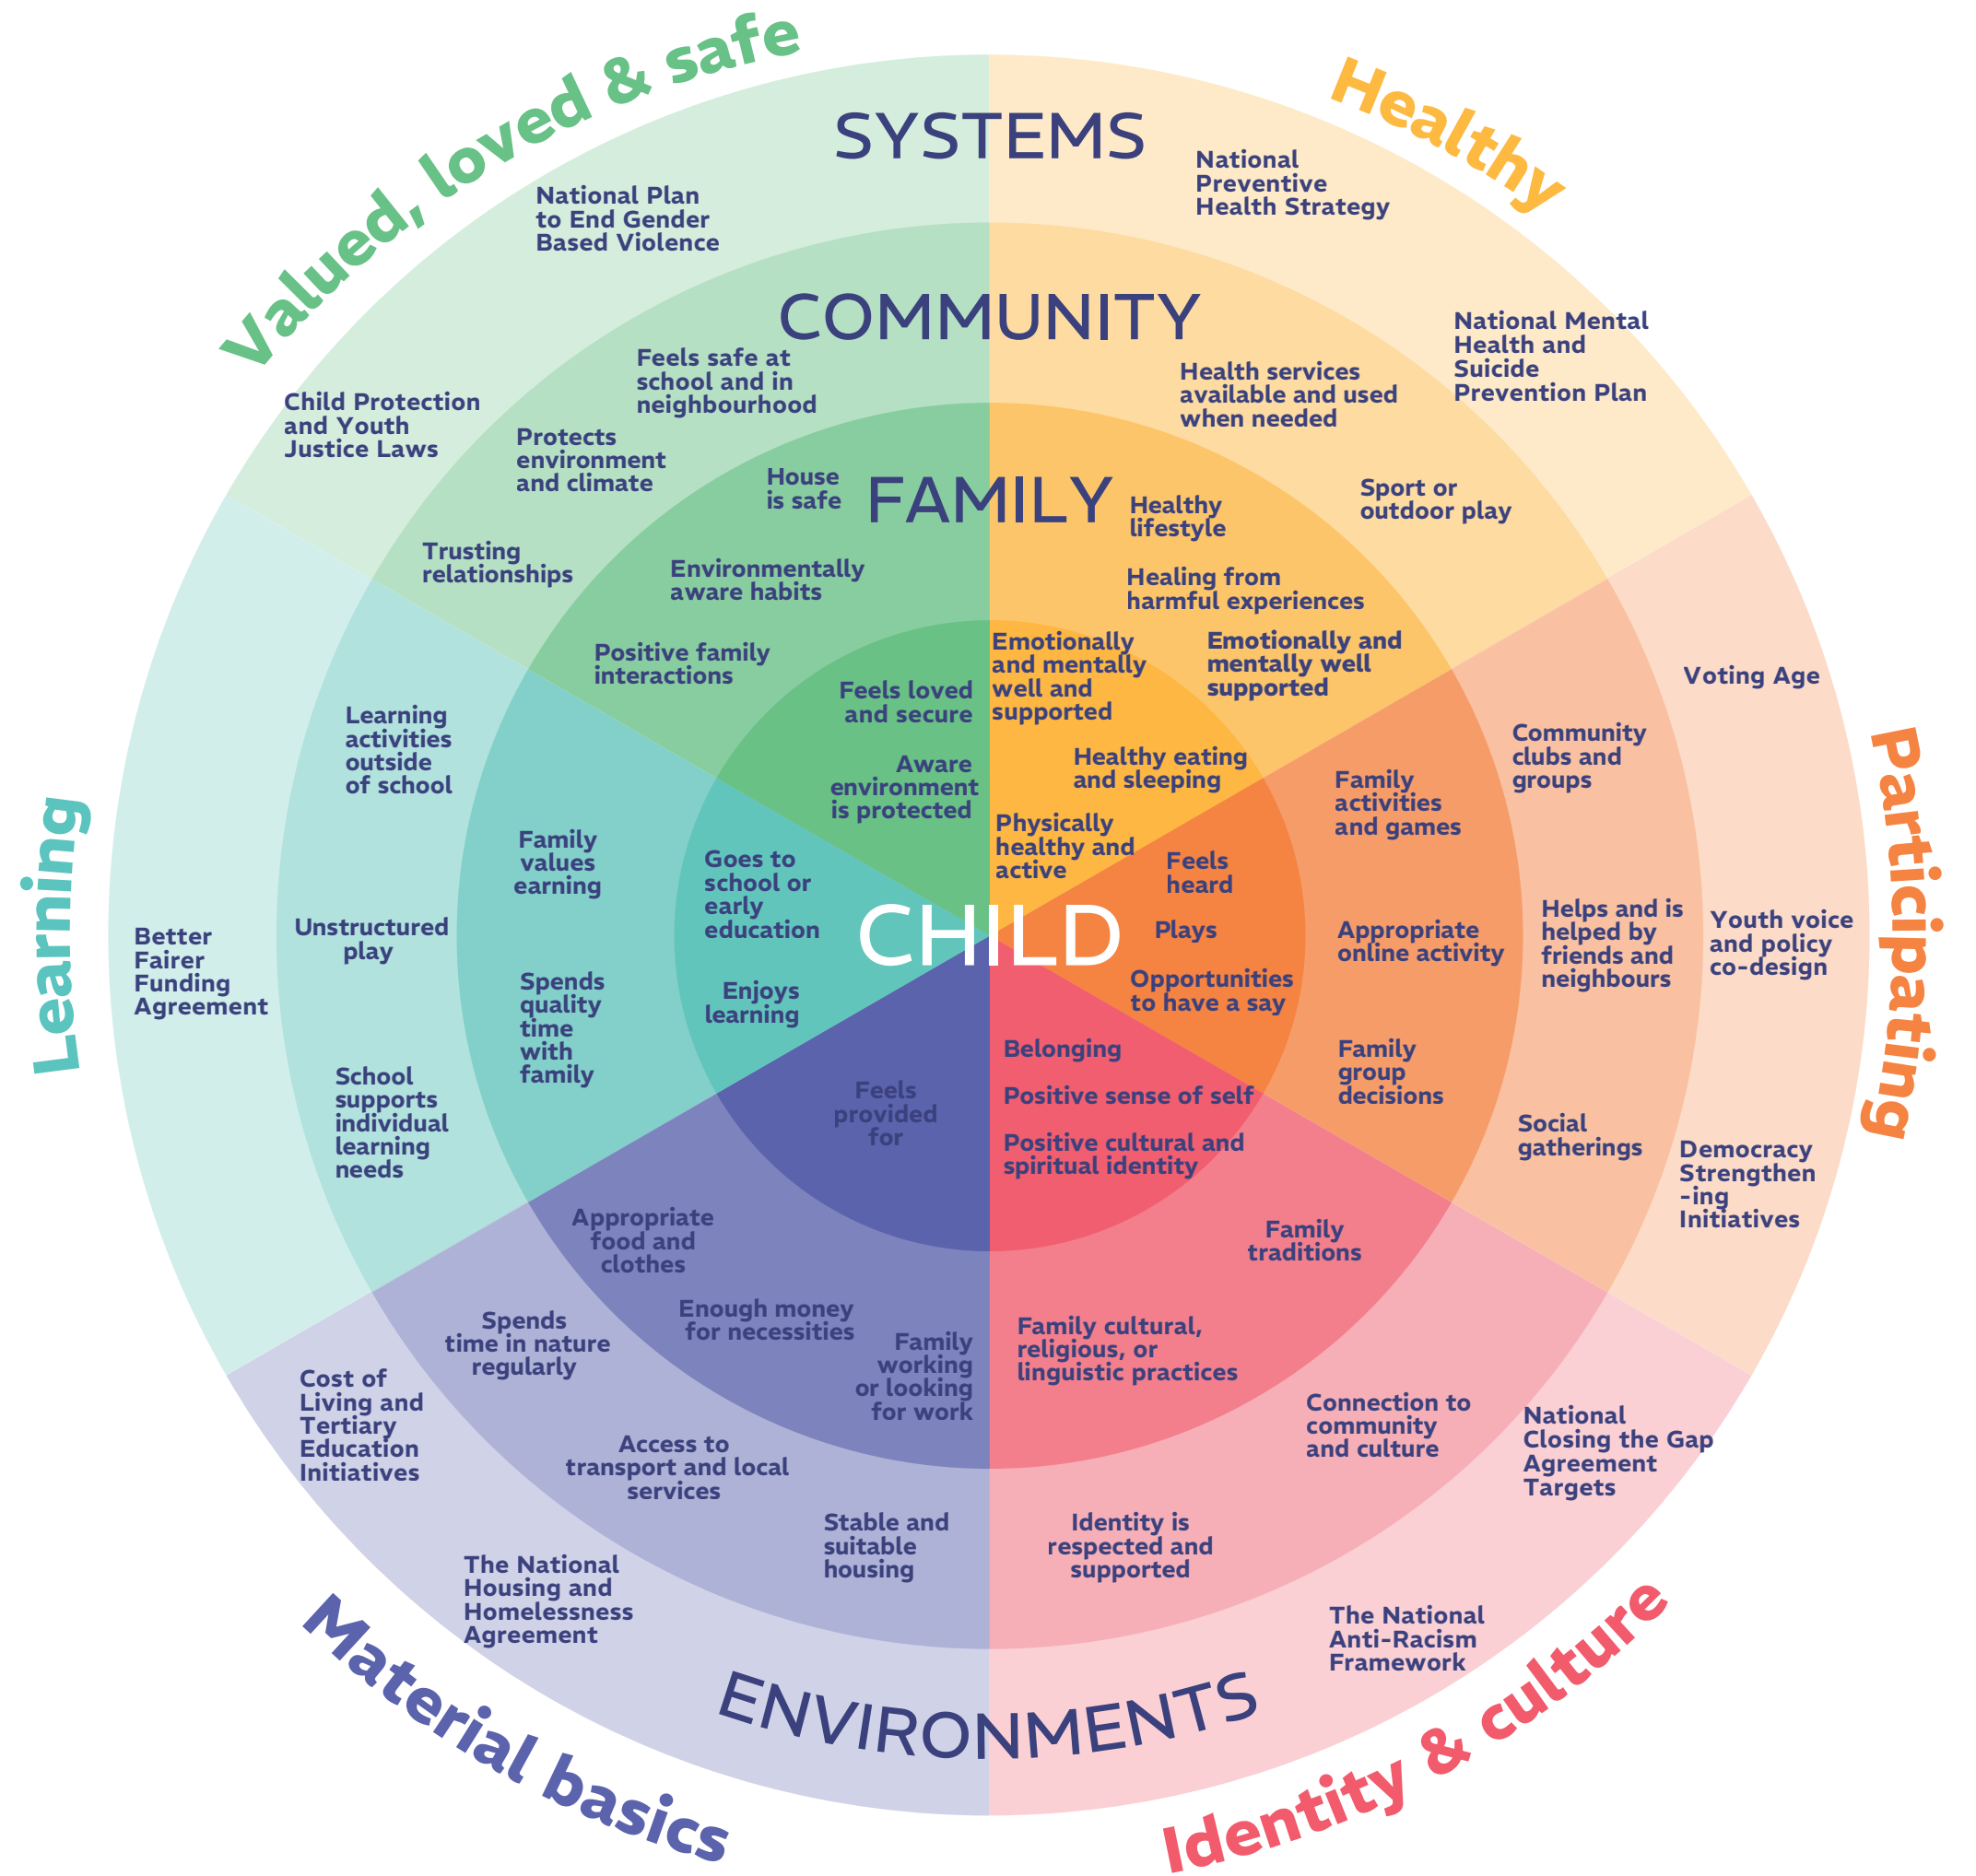 Valued, loved & safe
Healthy
Participating
Identity & culture
Material basics
Learning
SYSTEMS
National Plan
to End Gender
Based Violence
Child Protection
and Youth
Justice Laws
National
Preventive
Health Strategy
National Mental
Health and
Suicide
Prevention Plan
Voting Age
Youth voice
and policy
co-design
Democracy
Strengthen
-ing
Initiatives
National
Closing the Gap
Agreement
Targets
The National
Anti-Racism
Framework
The National
Housing and
Homelessness
Agreement
Cost of
Living and
Tertiary
Education
Initiatives
Better
Fairer
Funding
Agreement
ENVIRONMENTS
COMMUNITY
Feels safe at
school and in
neighbourhood
Protects
environment
and climate
Trusting
relationships
Health services
available and used
when needed
Sport or
outdoor play
Community
clubs and
groups
Helps and is
helped by
friends and
neighbours
Social
gatherings
Connection to
community
and culture
Identity is
respected and
supported
Stable and
suitable
housing
Access to
transport and local
services
Spends
time in nature
regularly
School
supports
individual
learning
needs
Unstructured
play
Learning
activities
outside
of school
FAMILY
House
is safe
Environmentally
aware habits
Positive family
interactions
Healthy
lifestyle
Healing from
harmful experiences
Emotionally and
mentally well
supported
Family
activities
and games
Appropriate
online activity
Family
group
decisions
Family
traditions
Family cultural,
religious, or
linguistic practices
Family
working
or looking
for work
Enough money
for necessities
Appropriate
food and
clothes
Spends
quality
time
with
family
Family
values
earning
CHILD
Feels loved
and secure
Aware
environment
is protected
Emotionally
and mentally
well and
supported
Healthy eating
and sleeping
Physically
healthy and
active
Feels
heard
Plays
Opportunities
to have a say
Belonging
Positive sense of self
Positive cultural and
spiritual identity
Feels
provided
for
Enjoys
learning
Goes to
school or
early
education